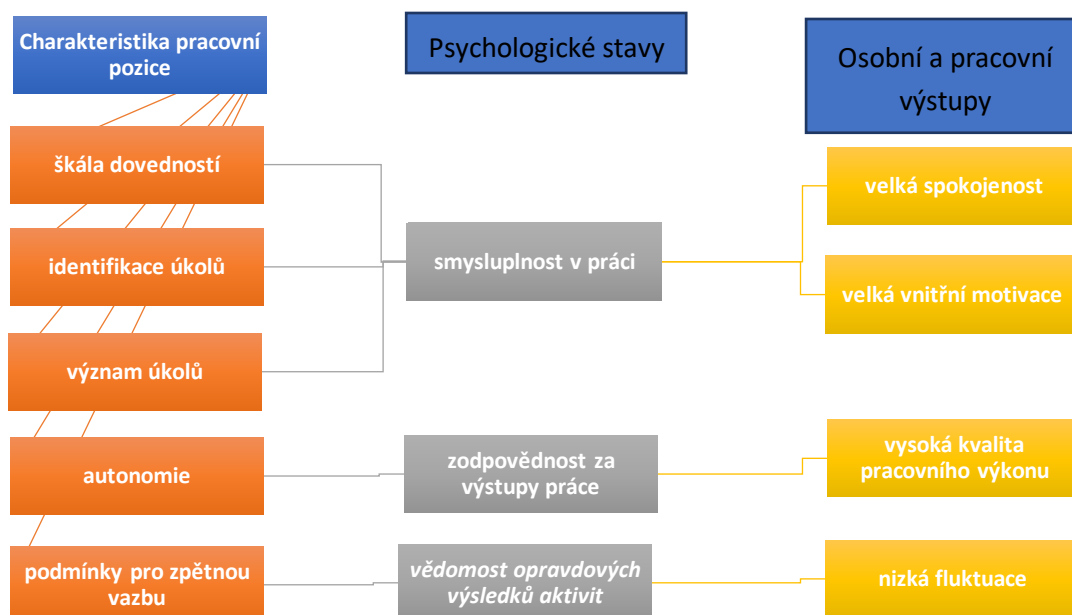 Charakteristika pracovní
pozice
Psychologické stavy
Osobní a pracovní
výstupy
škála dovedností
identifikace úkolů
význam úkolů
autonomie
podmínky pro zpětnou
vazbu
smysluplnost v práci
zodpovědnost za
výstupy práce
vědomost opravdových
výsledků aktivit
velká spokojenost
velká vnitřní motivace
vysoká kvalita
pracovního výkonu
nizká fluktuace